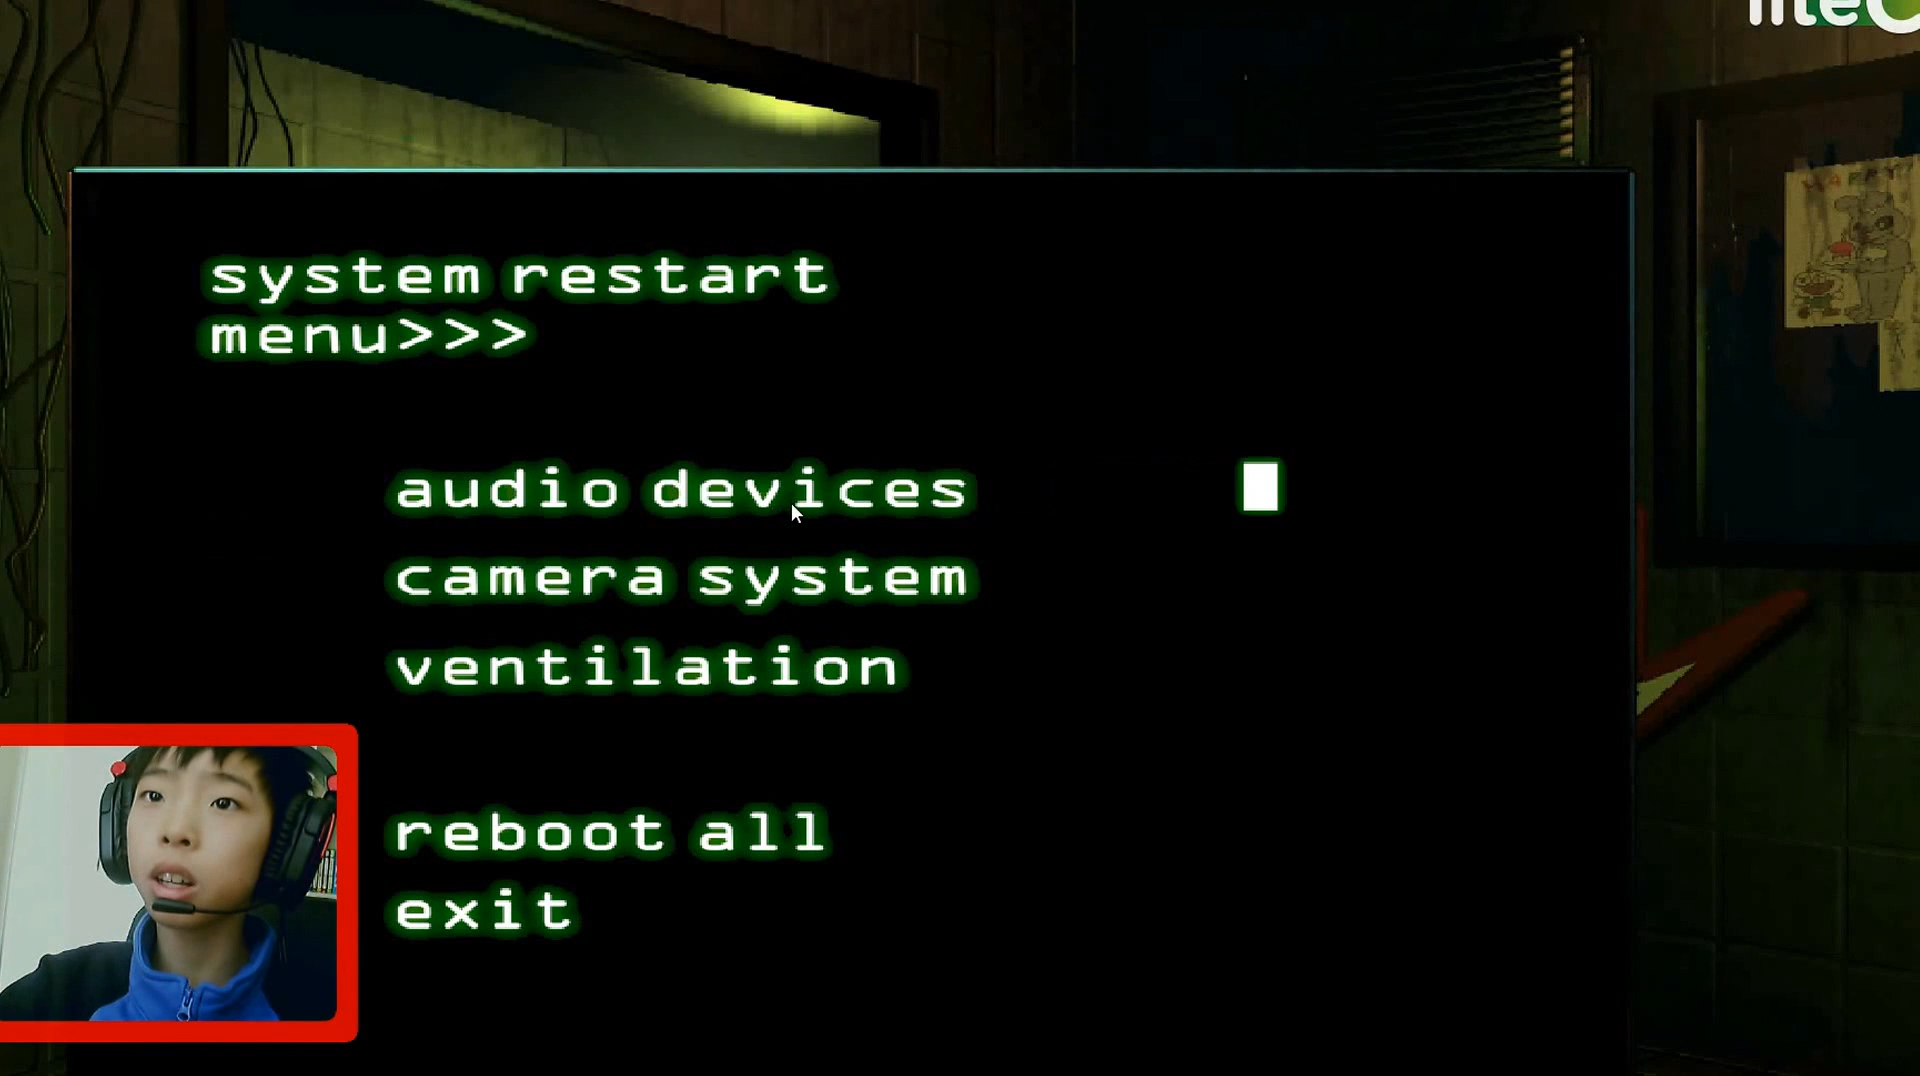 system restart
menu>>>
audio devices
camera system
ventilation
reboot all
exit